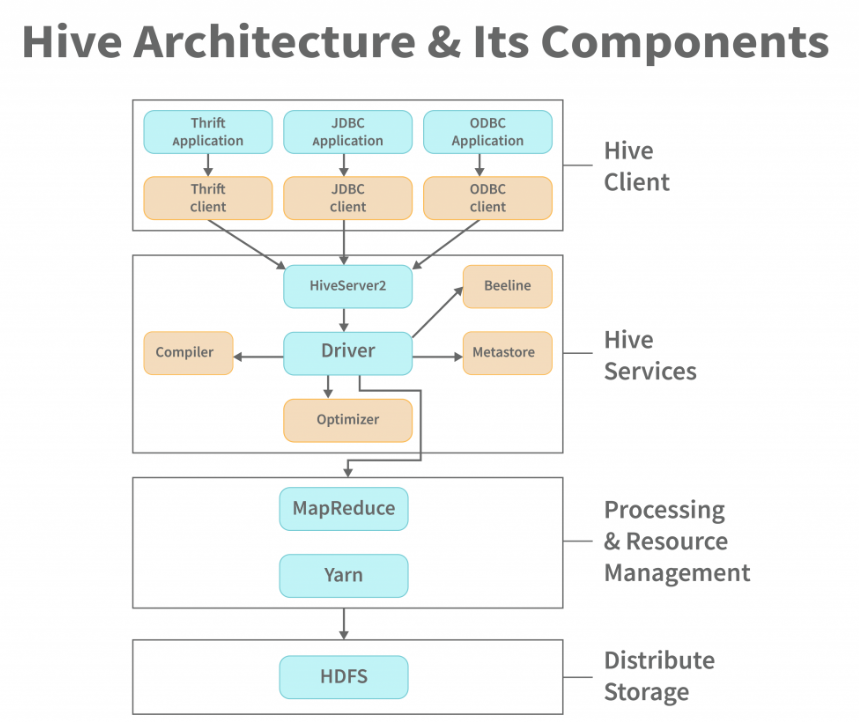 Hive Architecture & Its Components
Thrift
Application
JDBC
Application
ODBC
Application
Thrift
client
JDBC
client
ODBC
client
Hive
Client
HiveServer2
Beeline
Compiler
Driver
Metastore
Optimizer
Hive
Services
MapReduce
Yarn
Processing
& Resource
Management
HDFS
Distribute
Storage